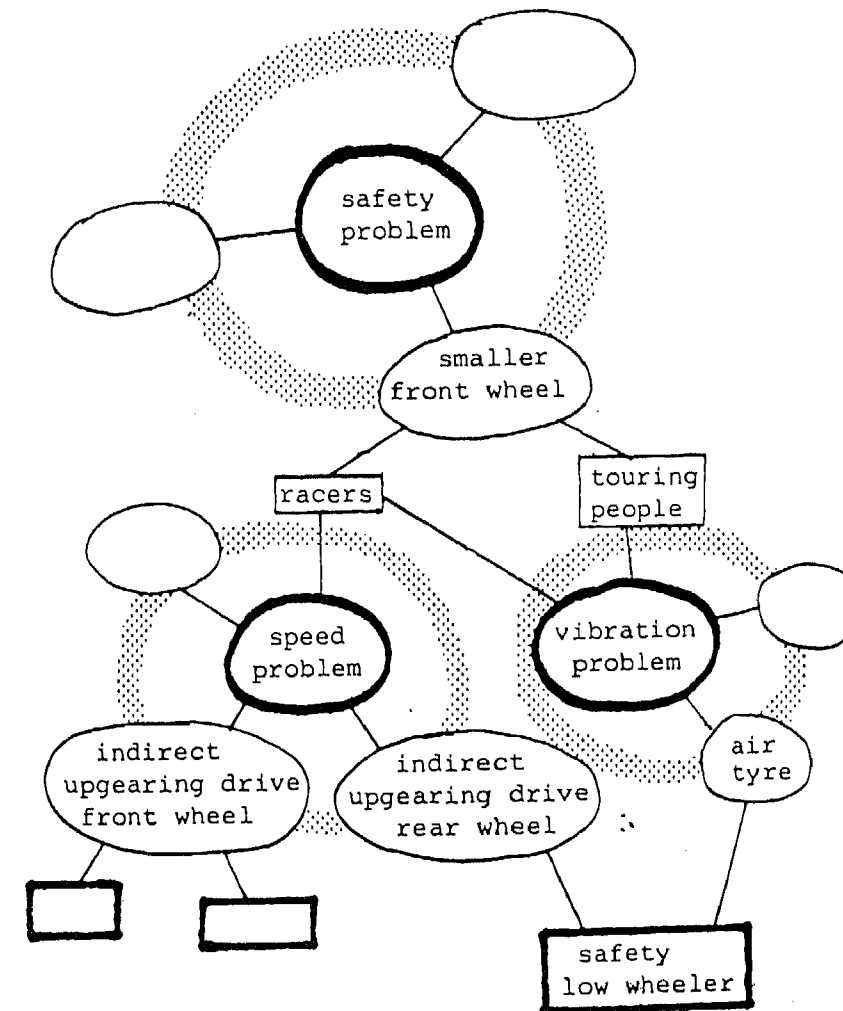 safety
problem
smaller
front wheel
racers
touring
people
speed
problem
vibration
problem
indirect
upgearing drive
front wheel
indirect
upgearing drive
rear wheel
air
tyre
safety
low wheeler